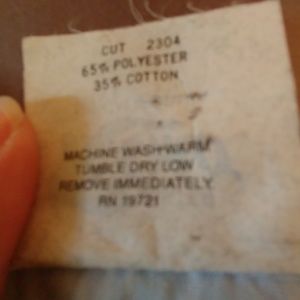 CUT 2304
65% POLYESTER
35% COTTON
MACHINE WASH-WARM
TUMBLE DRY LOW
REMOVE IMMEDIATELY
RN 19721